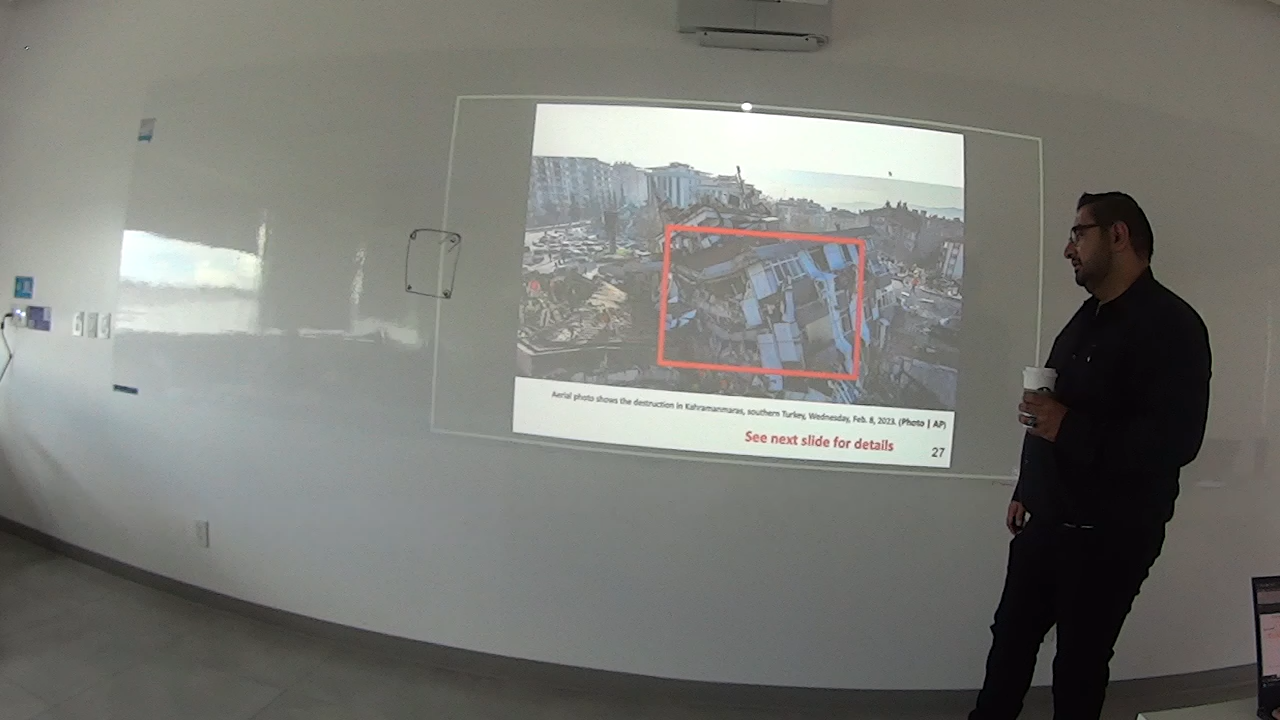 Aerial photo shows the destruction in Kahramanmaras, southern Turkey, Wednesday, Feb. 8, 2023. (Photo | AP)
See next slide for details
27